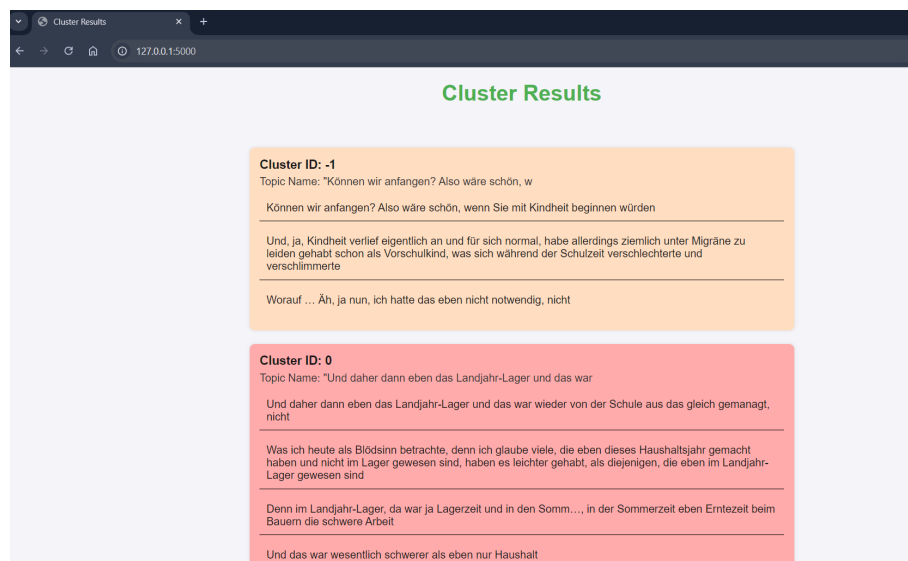 Cluster Results
127.0.0.1:5000
Cluster Results
Cluster ID: -1
Topic Name: "Können wir anfangen? Also wäre schön, w
Können wir anfangen? Also wäre schön, wenn Sie mit Kindheit beginnen würden
Und, ja, Kindheit verlief eigentlich an und für sich normal, habe allerdings ziemlich unter Migräne zu
leiden gehabt schon als Vorschulkind, was sich während der Schulzeit verschlechterte und
verschlimmerte
Worauf … Äh, ja nun, ich hatte das eben nicht notwendig, nicht
Cluster ID: 0
Topic Name: "Und daher dann eben das Landjahr-Lager und das war
Und daher dann eben das Landjahr-Lager und das war wieder von der Schule aus das gleich gemanagt,
nicht
Was ich heute als Blödsinn betrachte, denn ich glaube viele, die eben dieses Haushaltsjahr gemacht
haben und nicht im Lager gewesen sind, haben es leichter gehabt, als diejenigen, die eben im Landjahr-
Lager gewesen sind
Denn im Landjahr-Lager, da war ja Lagerzeit und in den Somm…, in der Sommerzeit eben Erntezeit beim
Bauern die schwere Arbeit
Und das war wesentlich schwerer als eben nur Haushalt